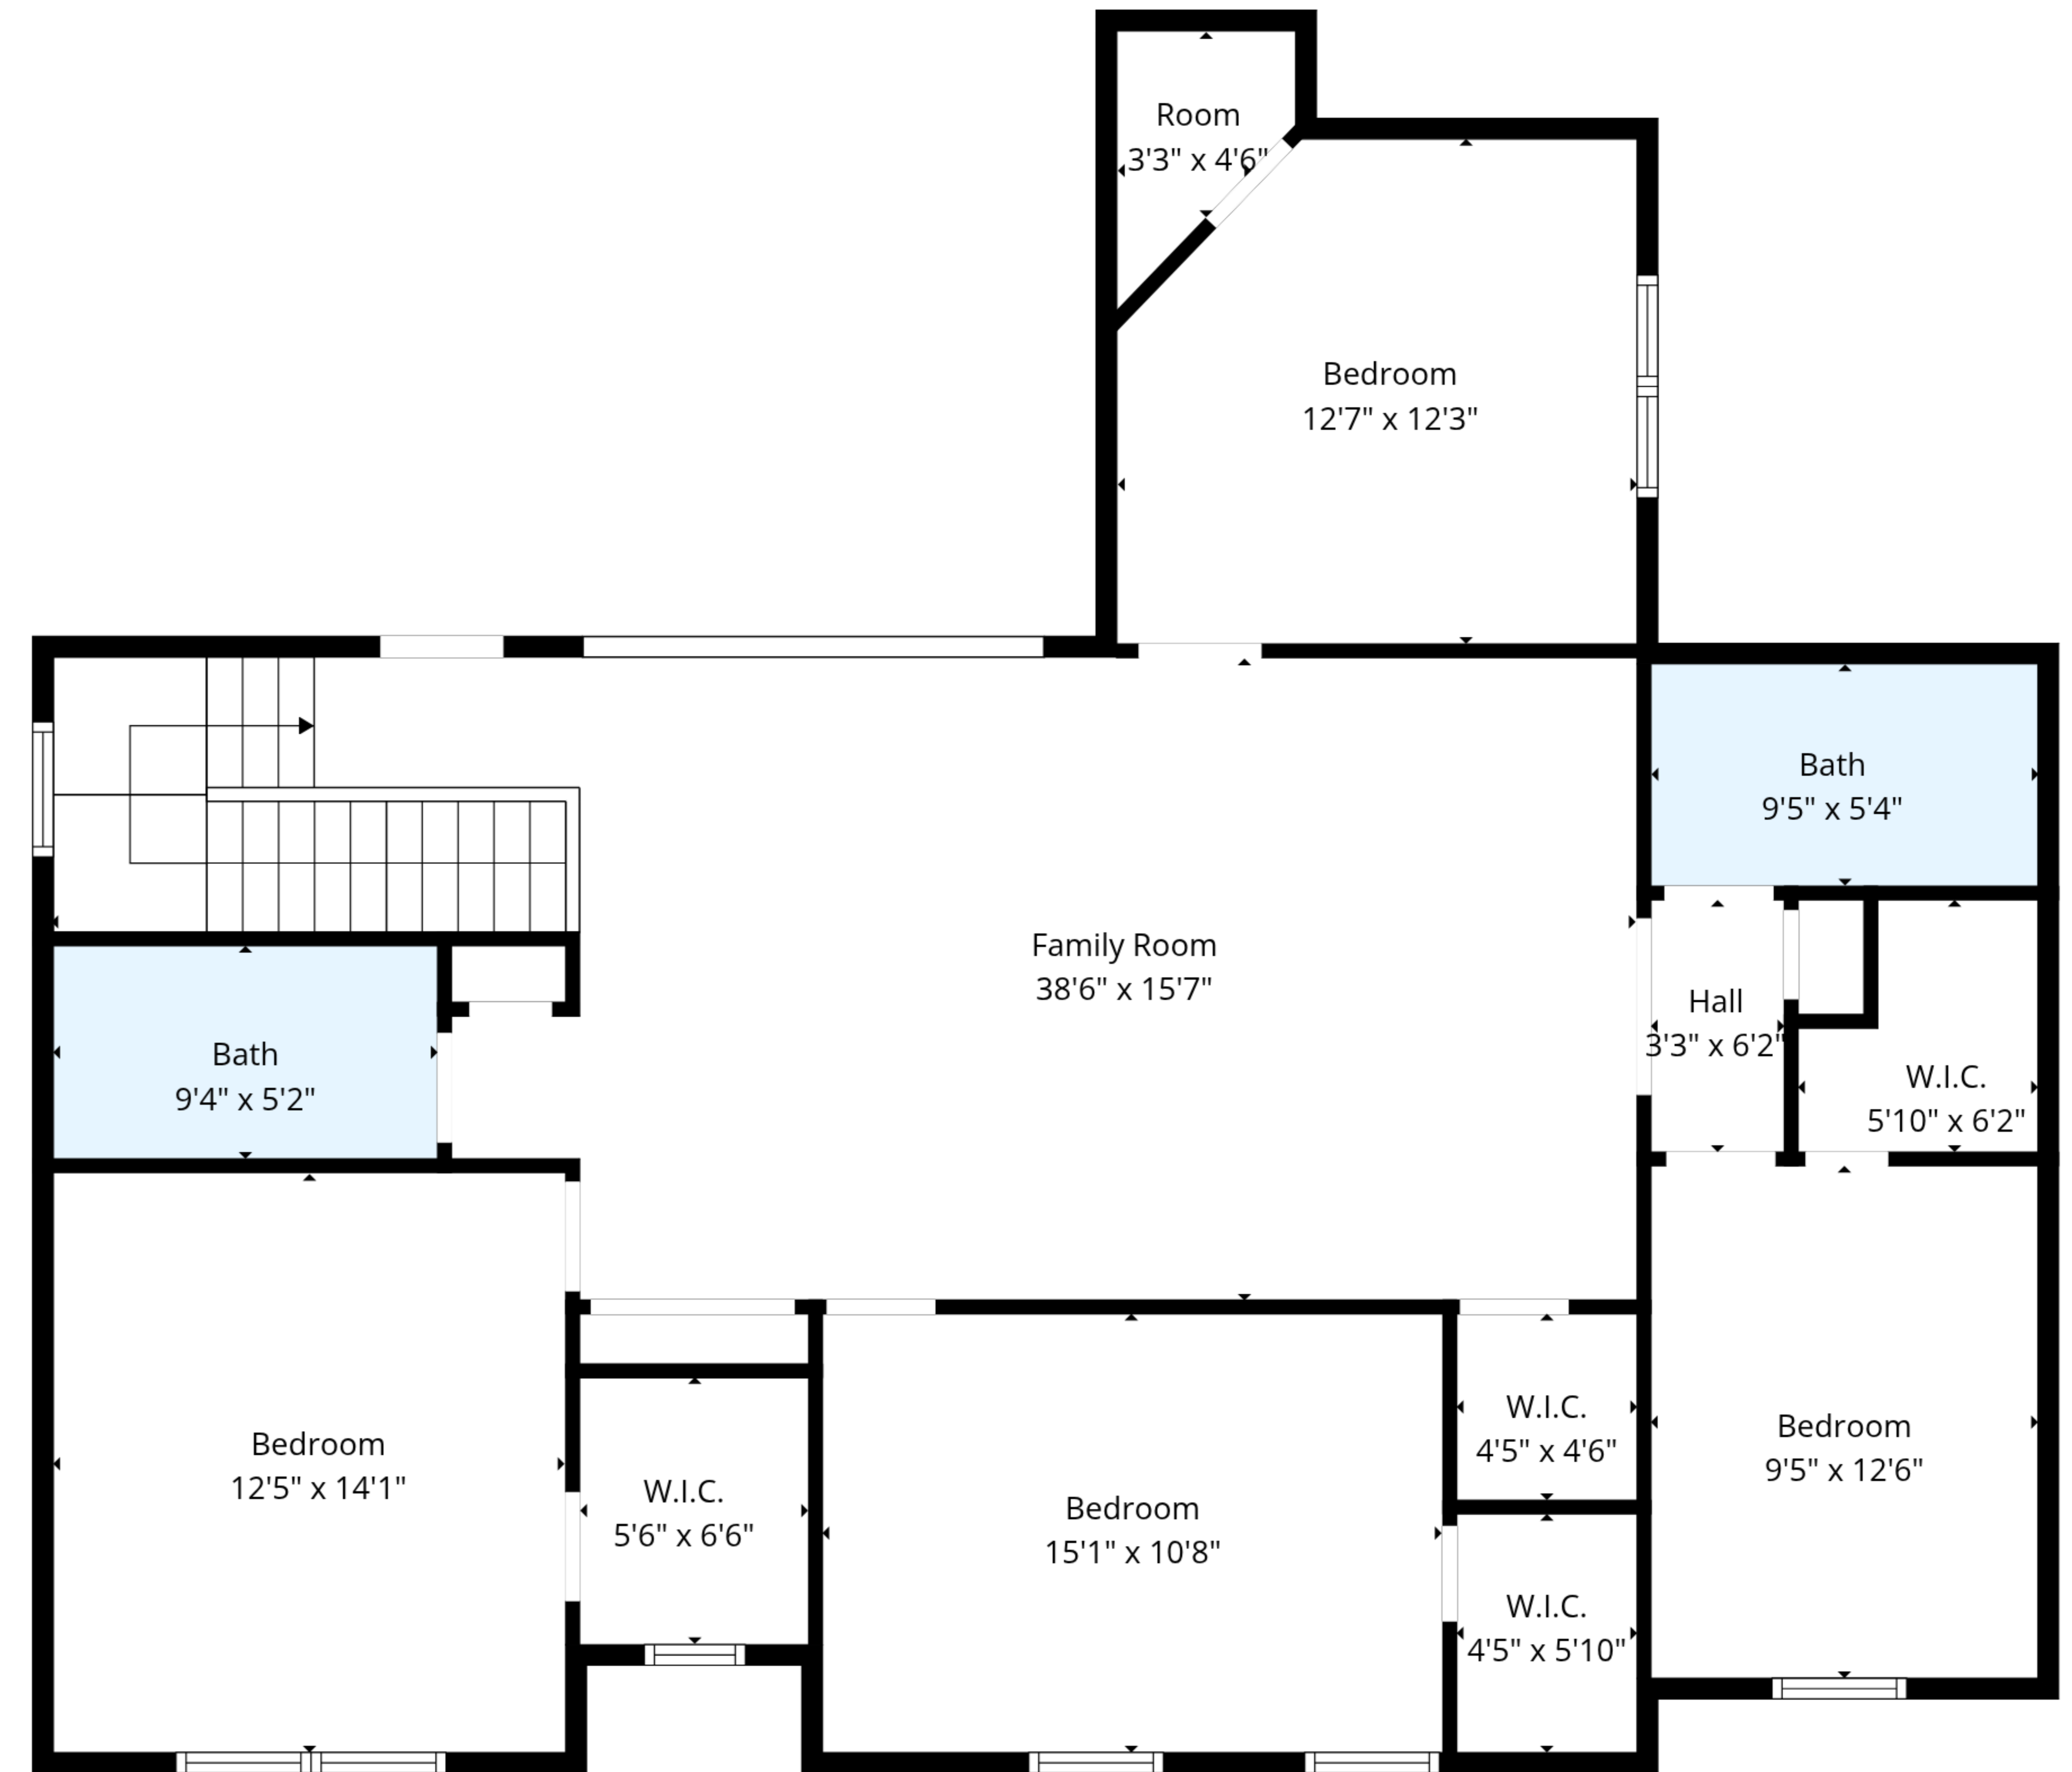 Room
3'3" x 4'6"
Bedroom
12'7" x 12'3"
Bath
9'5" x 5'4"
Family Room
38'6" x 15'7"
Hall
3'3" x 6'2"
W.I.C.
5'10" x 6'2"
Bath
9'4" x 5'2"
Bedroom
12'5" x 14'1"
W.I.C.
5'6" x 6'6"
Bedroom
15'1" x 10'8"
W.I.C.
4'5" x 4'6"
W.I.C.
4'5" x 5'10"
Bedroom
9'5" x 12'6"